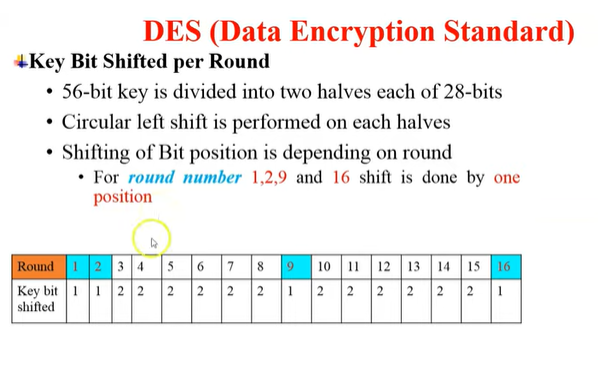 DES (Data Encryption Standard)
Key Bit Shifted per Round
• 56-bit key is divided into two halves each of 28-bits
• Circular left shift is performed on each halves
• Shifting of Bit position is depending on round
• For round number 1,2,9 and 16 shift is done by one
position
Round 1 2 3 4 5 6 7 8 9 10 11 12 13 14 15 16
Key bit 1 1 2 2 2 2 2 2 1 2 2 2 2 2 2 1
shifted